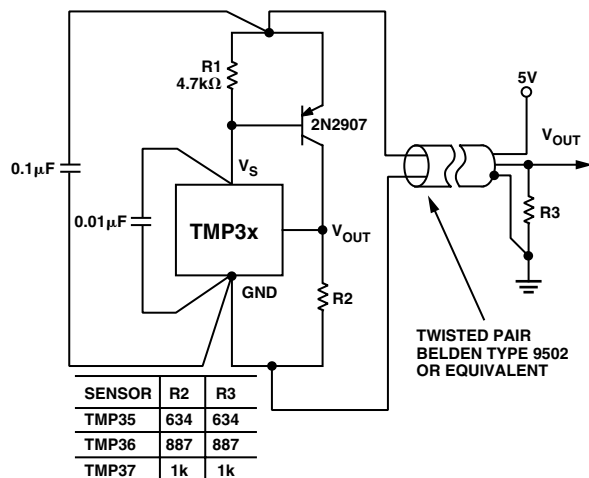 R1
4.7kΩ
5V
2N2907
VOUT
0.1µF
VS
R3
0.01µF
TMP3x
VOUT
GND
R2
TWISTED PAIR
BELDEN TYPE 9502
OR EQUIVALENT
SENSOR R2 R3
TMP35 634 634
TMP36 887 887
TMP37 1k 1k